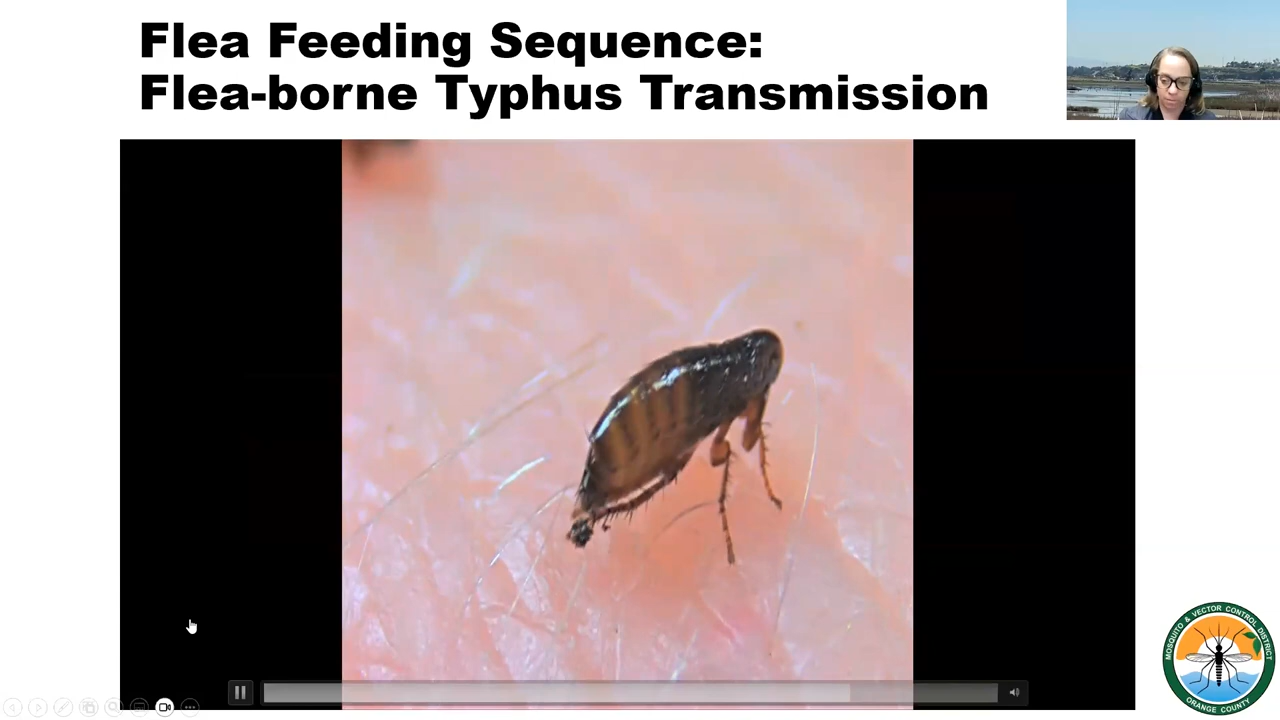 Flea Feeding Sequence:
Flea-borne Typhus Transmission
MOSQUITO & VECTOR CONTROL DISTRICT
ORANGE COUNTY